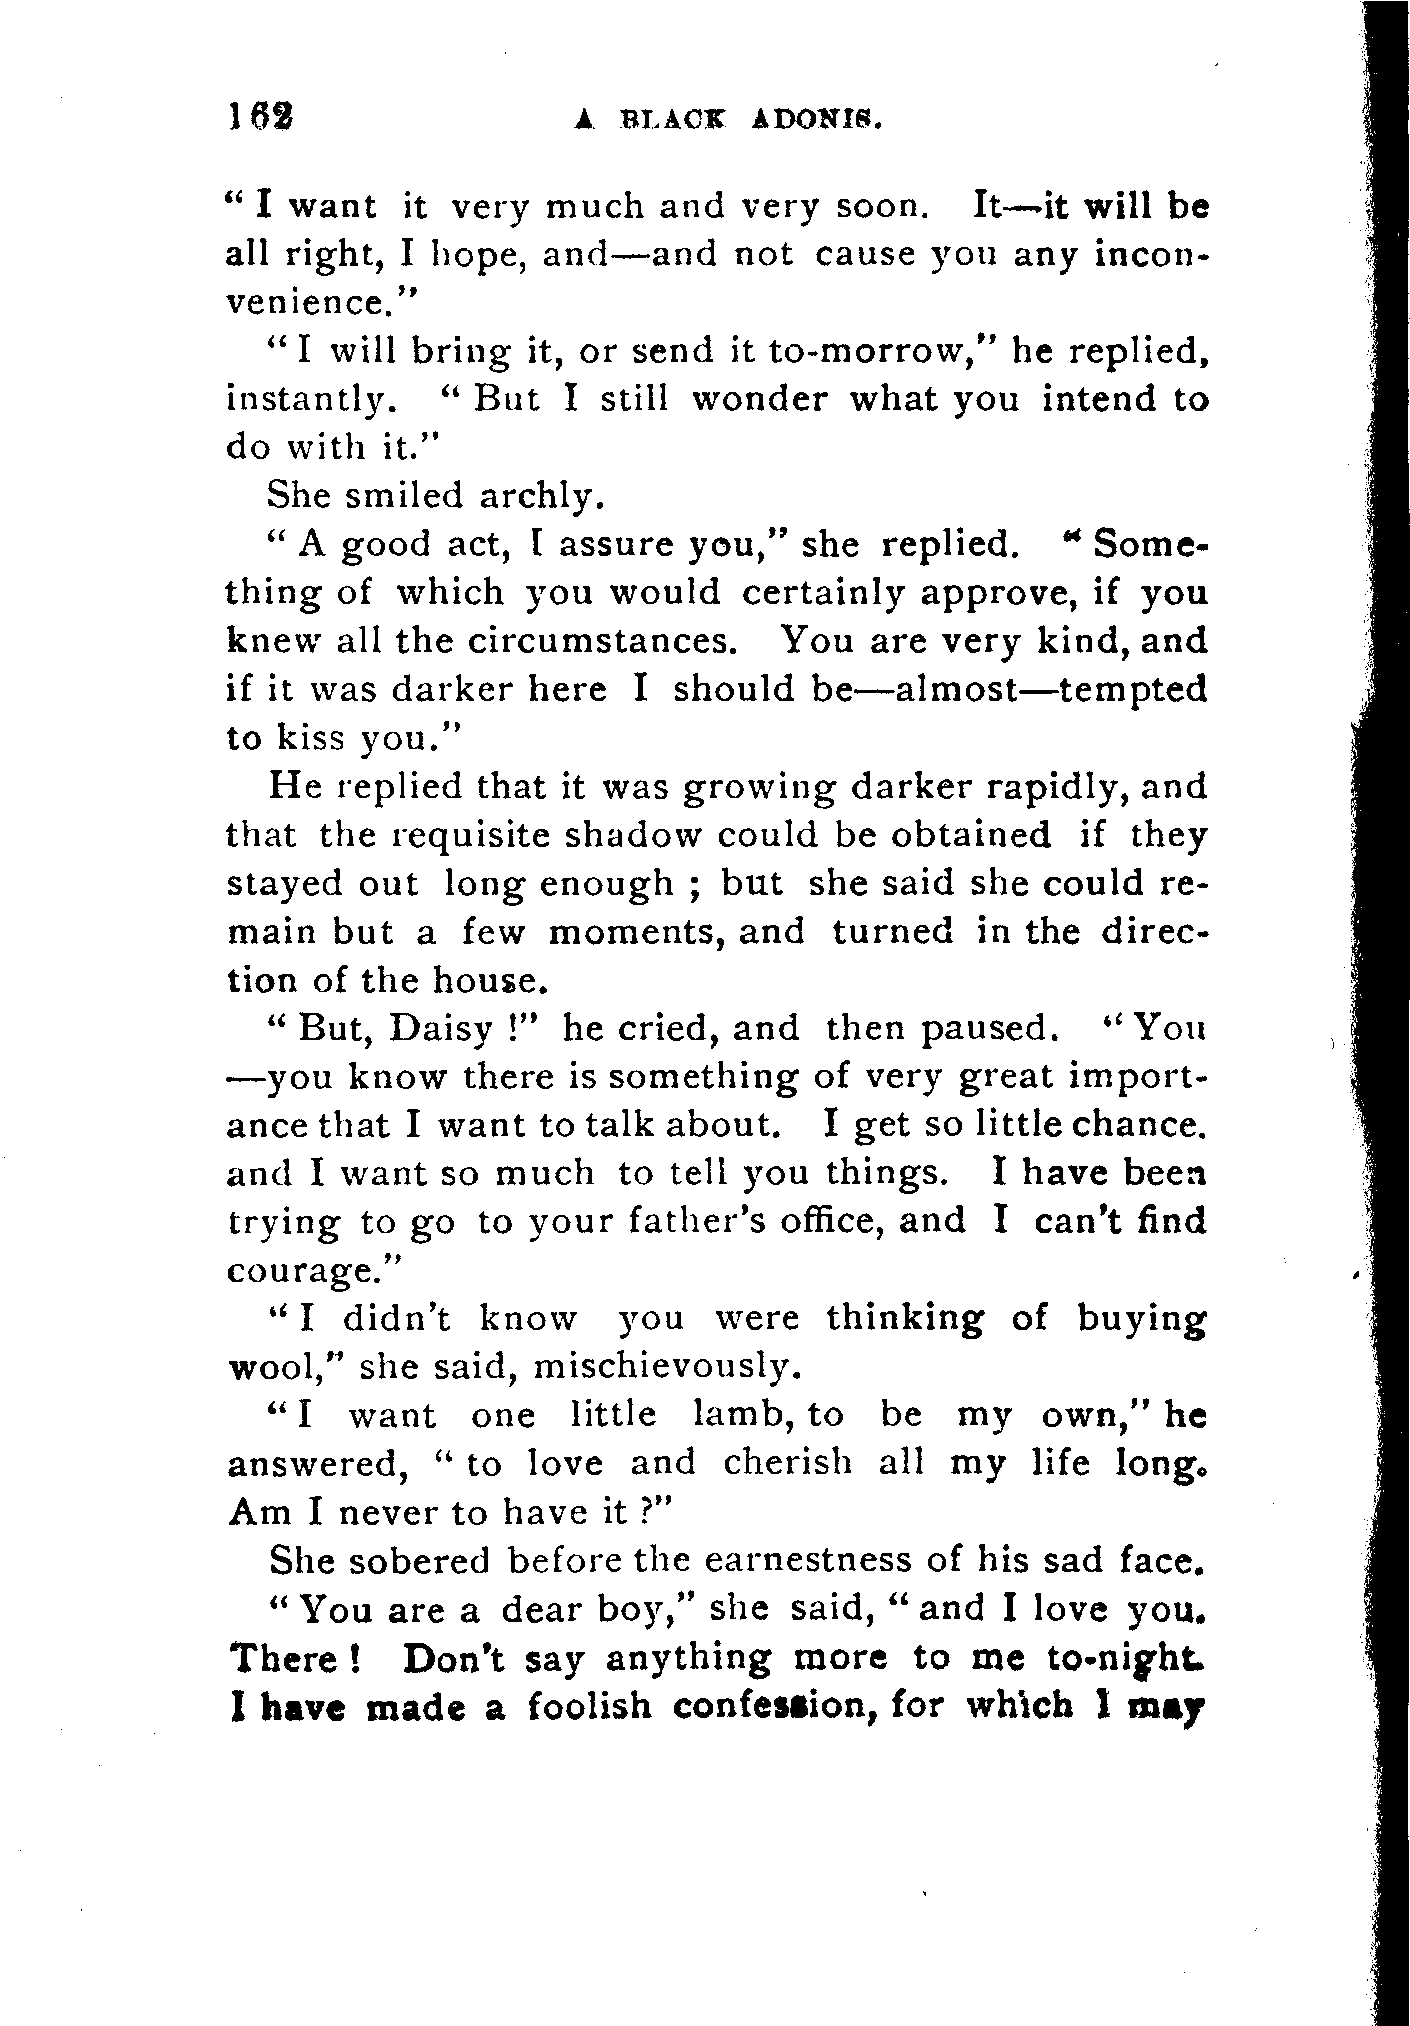 162 A BLACK ADONIS.
" I want it very much and very soon. It—it will be
all right, I hope, and—and not cause you any incon-
venience."
" I will bring it, or send it to-morrow," he replied,
instantly. " But I still wonder what you intend to
do with it."
She smiled archly.
" A good act, I assure you," she replied. " Some-
thing of which you would certainly approve, if you
knew all the circumstances. You are very kind, and
if it was darker here I should be—almost—tempted
to kiss you."
He replied that it was growing darker rapidly, and
that the requisite shadow could be obtained if they
stayed out long enough ; but she said she could re-
main but a few moments, and turned in the direc-
tion of the house.
" But, Daisy !" he cried, and then paused. " You
—you know there is something of very great import-
ance that I want to talk about. I get so little chance.
and I want so much to tell you things. I have been
trying to go to your father's office, and I can't find
courage."
" I didn't know you were thinking of buying
wool," she said, mischievously.
" I want one little lamb, to be my own," he
answered, " to love and cherish all my life long.
Am I never to have it ?"
She sobered before the earnestness of his sad face.
" You are a dear boy," she said, " and I love you.
There ! Don't say anything more to me to-night.
I have made a foolish confession, for which I may